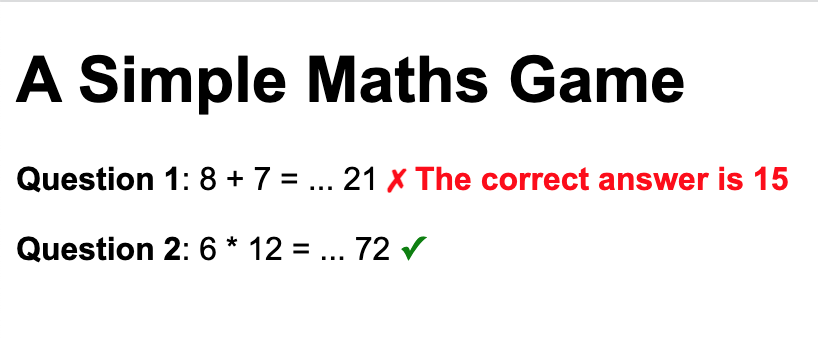 A Simple Maths Game
Question 1: 8 + 7 = ... 21 ✗ The correct answer is 15
Question 2: 6 * 12 = ... 72 ✓